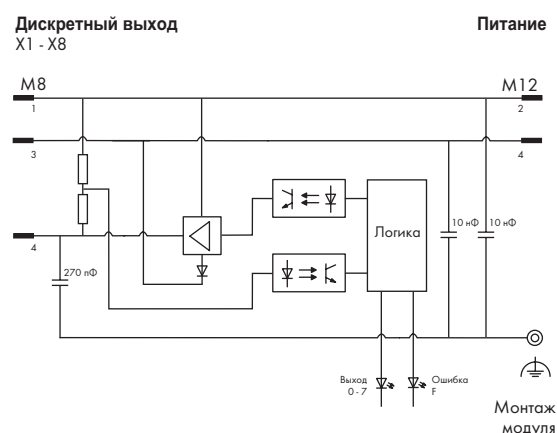 Дискретный выход
Питание
X1 - X8
M8
M12
1
2
3
4
4
Логика
10 нФ
10 нФ
270 пФ
Выход
0 - 7
Ошибка
F
Монтаж
модуля